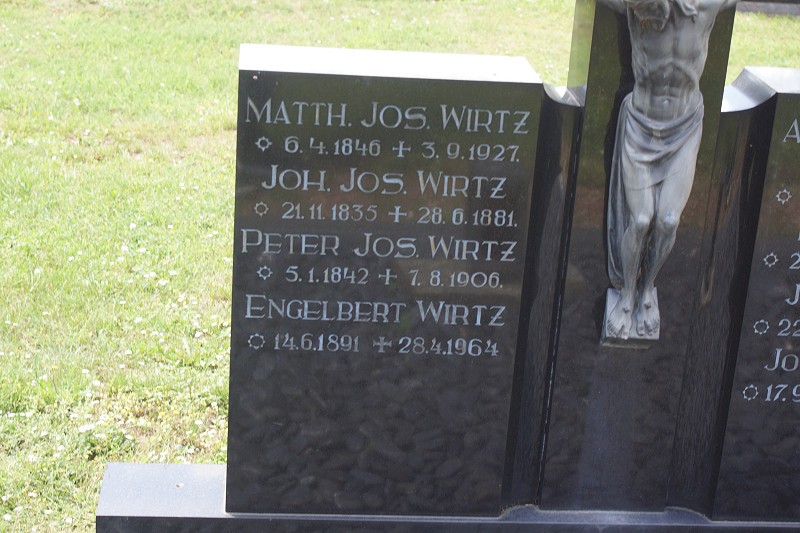 MATTH. JOS. WIRTZ
✡ 6. 4. 1846 ✝ 3. 9. 1927.
JOH. JOS. WIRTZ
✡ 21. 11. 1835 ✝ 28. 6. 1881.
PETER JOS. WIRTZ
✡ 5. 1. 1842 ✝ 7. 8. 1906.
ENGELBERT WIRTZ
✡ 14.6.1891 ✝ 28.4.1964